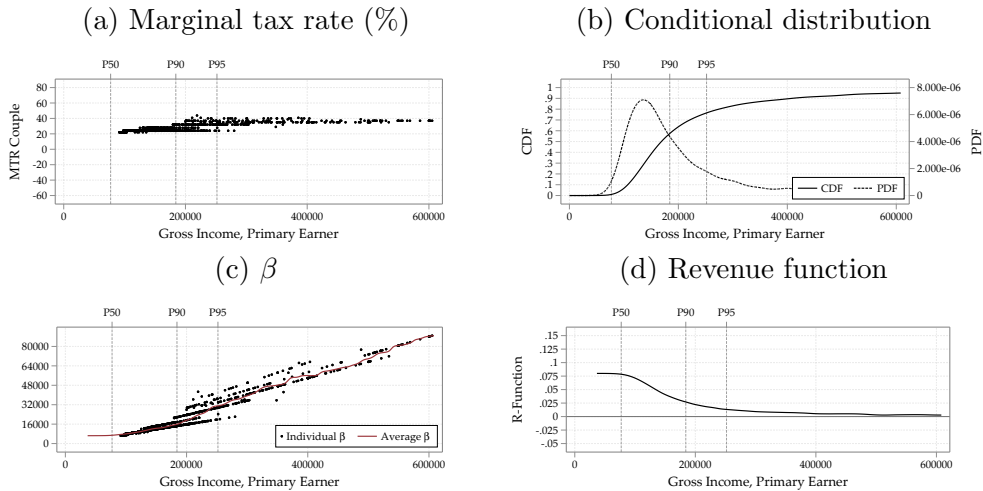 (a) Marginal tax rate (%)
P50 P90 P95
80
60
40
20
0
-20
-40
-60
MTR Couple
0 200000 400000 600000
Gross Income, Primary Earner
(b) Conditional distribution
P50 P90 P95
1
.9
.8
.7
.6
.5
.4
.3
.2
.1
0
CDF
8.000e-06
6.000e-06
4.000e-06
2.000e-06
0
PDF
CDF PDF
0 200000 400000 600000
Gross Income, Primary Earner
(c) β
P50 P90 P95
80000
64000
48000
32000
16000
0
Individual β Average β
0 200000 400000 600000
Gross Income, Primary Earner
(d) Revenue function
P50 P90 P95
.15
.125
.1
.075
.05
.025
0
-.025
-.05
R-Function
0 200000 400000 600000
Gross Income, Primary Earner